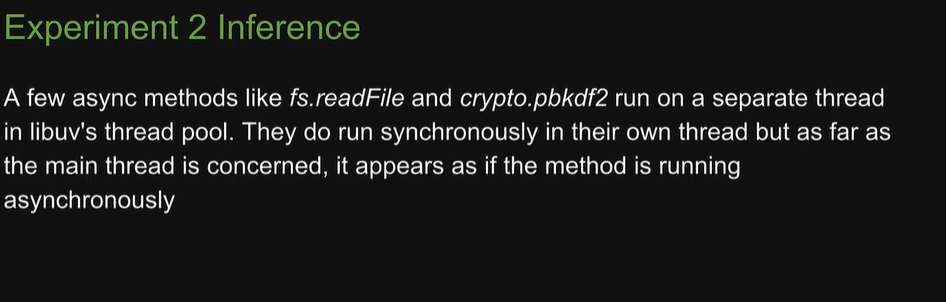 Experiment 2 Inference
A few async methods like fs.readFile and crypto.pbkdf2 run on a separate thread
in libuv's thread pool. They do run synchronously in their own thread but as far as
the main thread is concerned, it appears as if the method is running
asynchronously